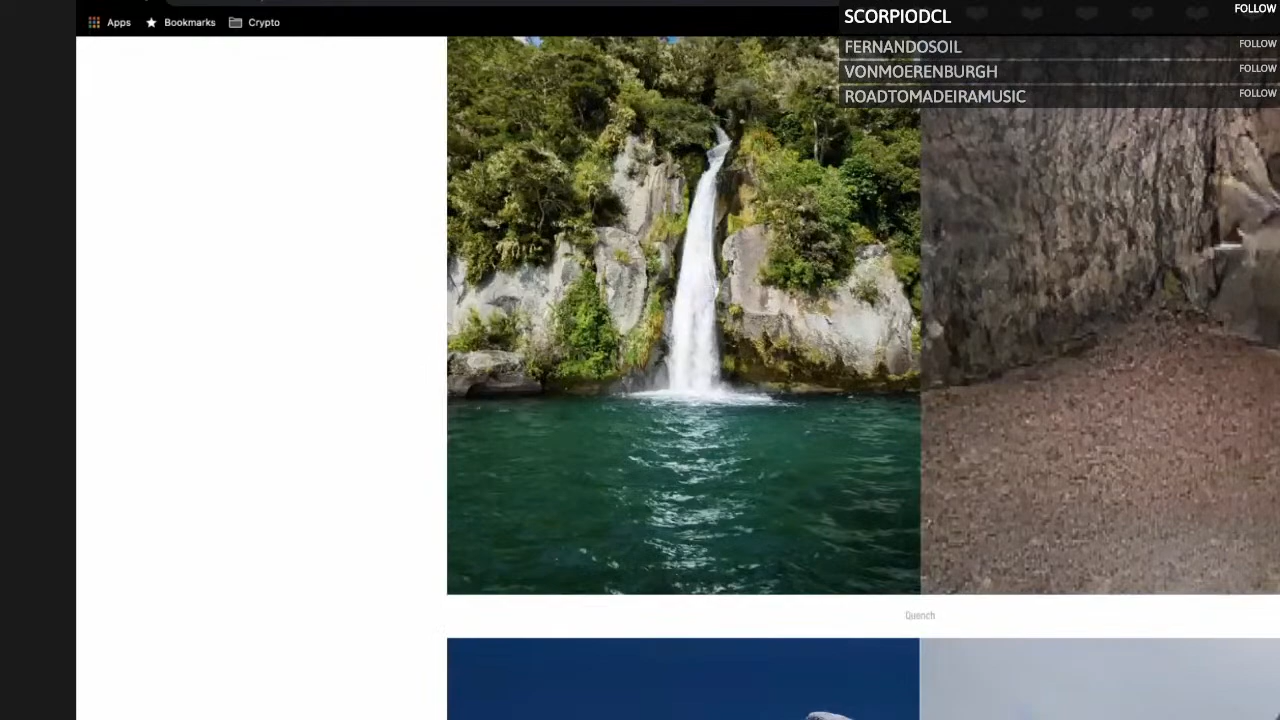 Apps Bookmarks Crypto
SCORPIODCL FOLLOW
FERNANDOSOIL FOLLOW
VONMOERENBURGH FOLLOW
ROADTOMADEIRAMUSIC FOLLOW
Quench